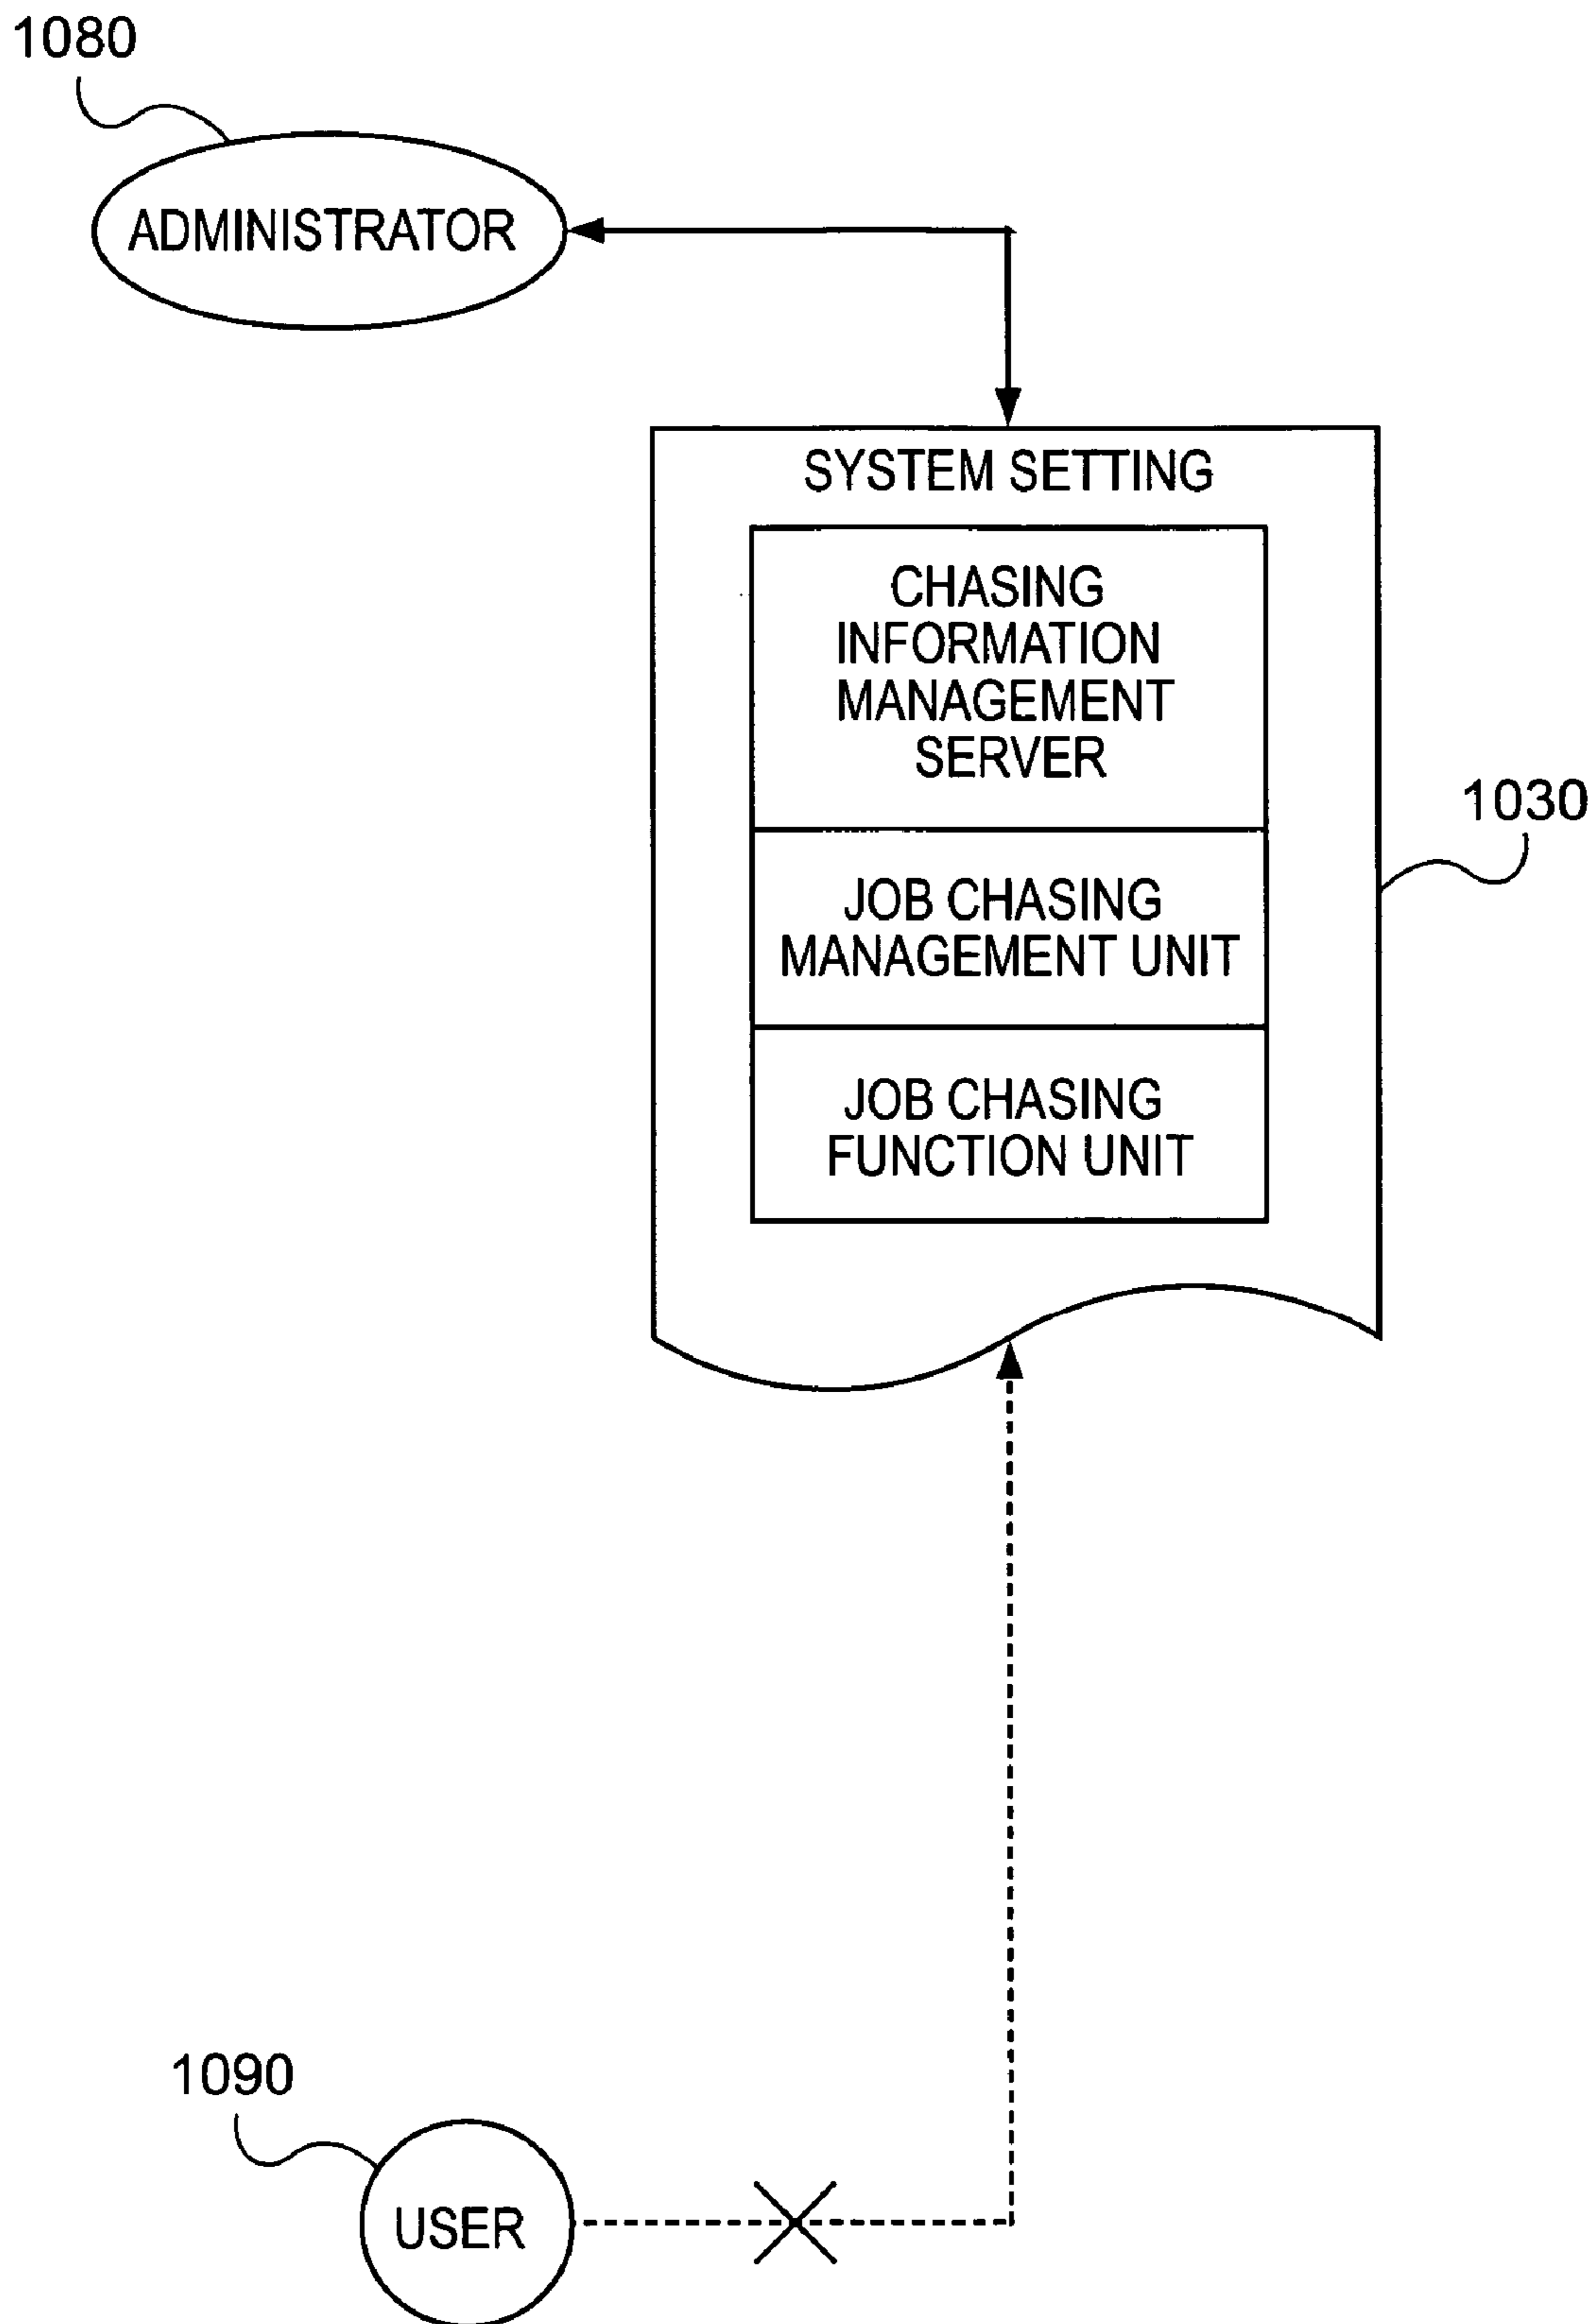 1080
ADMINISTRATOR
SYSTEM SETTING
CHASING
INFORMATION
MANAGEMENT
SERVER
1030
JOB CHASING
MANAGEMENT UNIT
JOB CHASING
FUNCTION UNIT
1090
USER